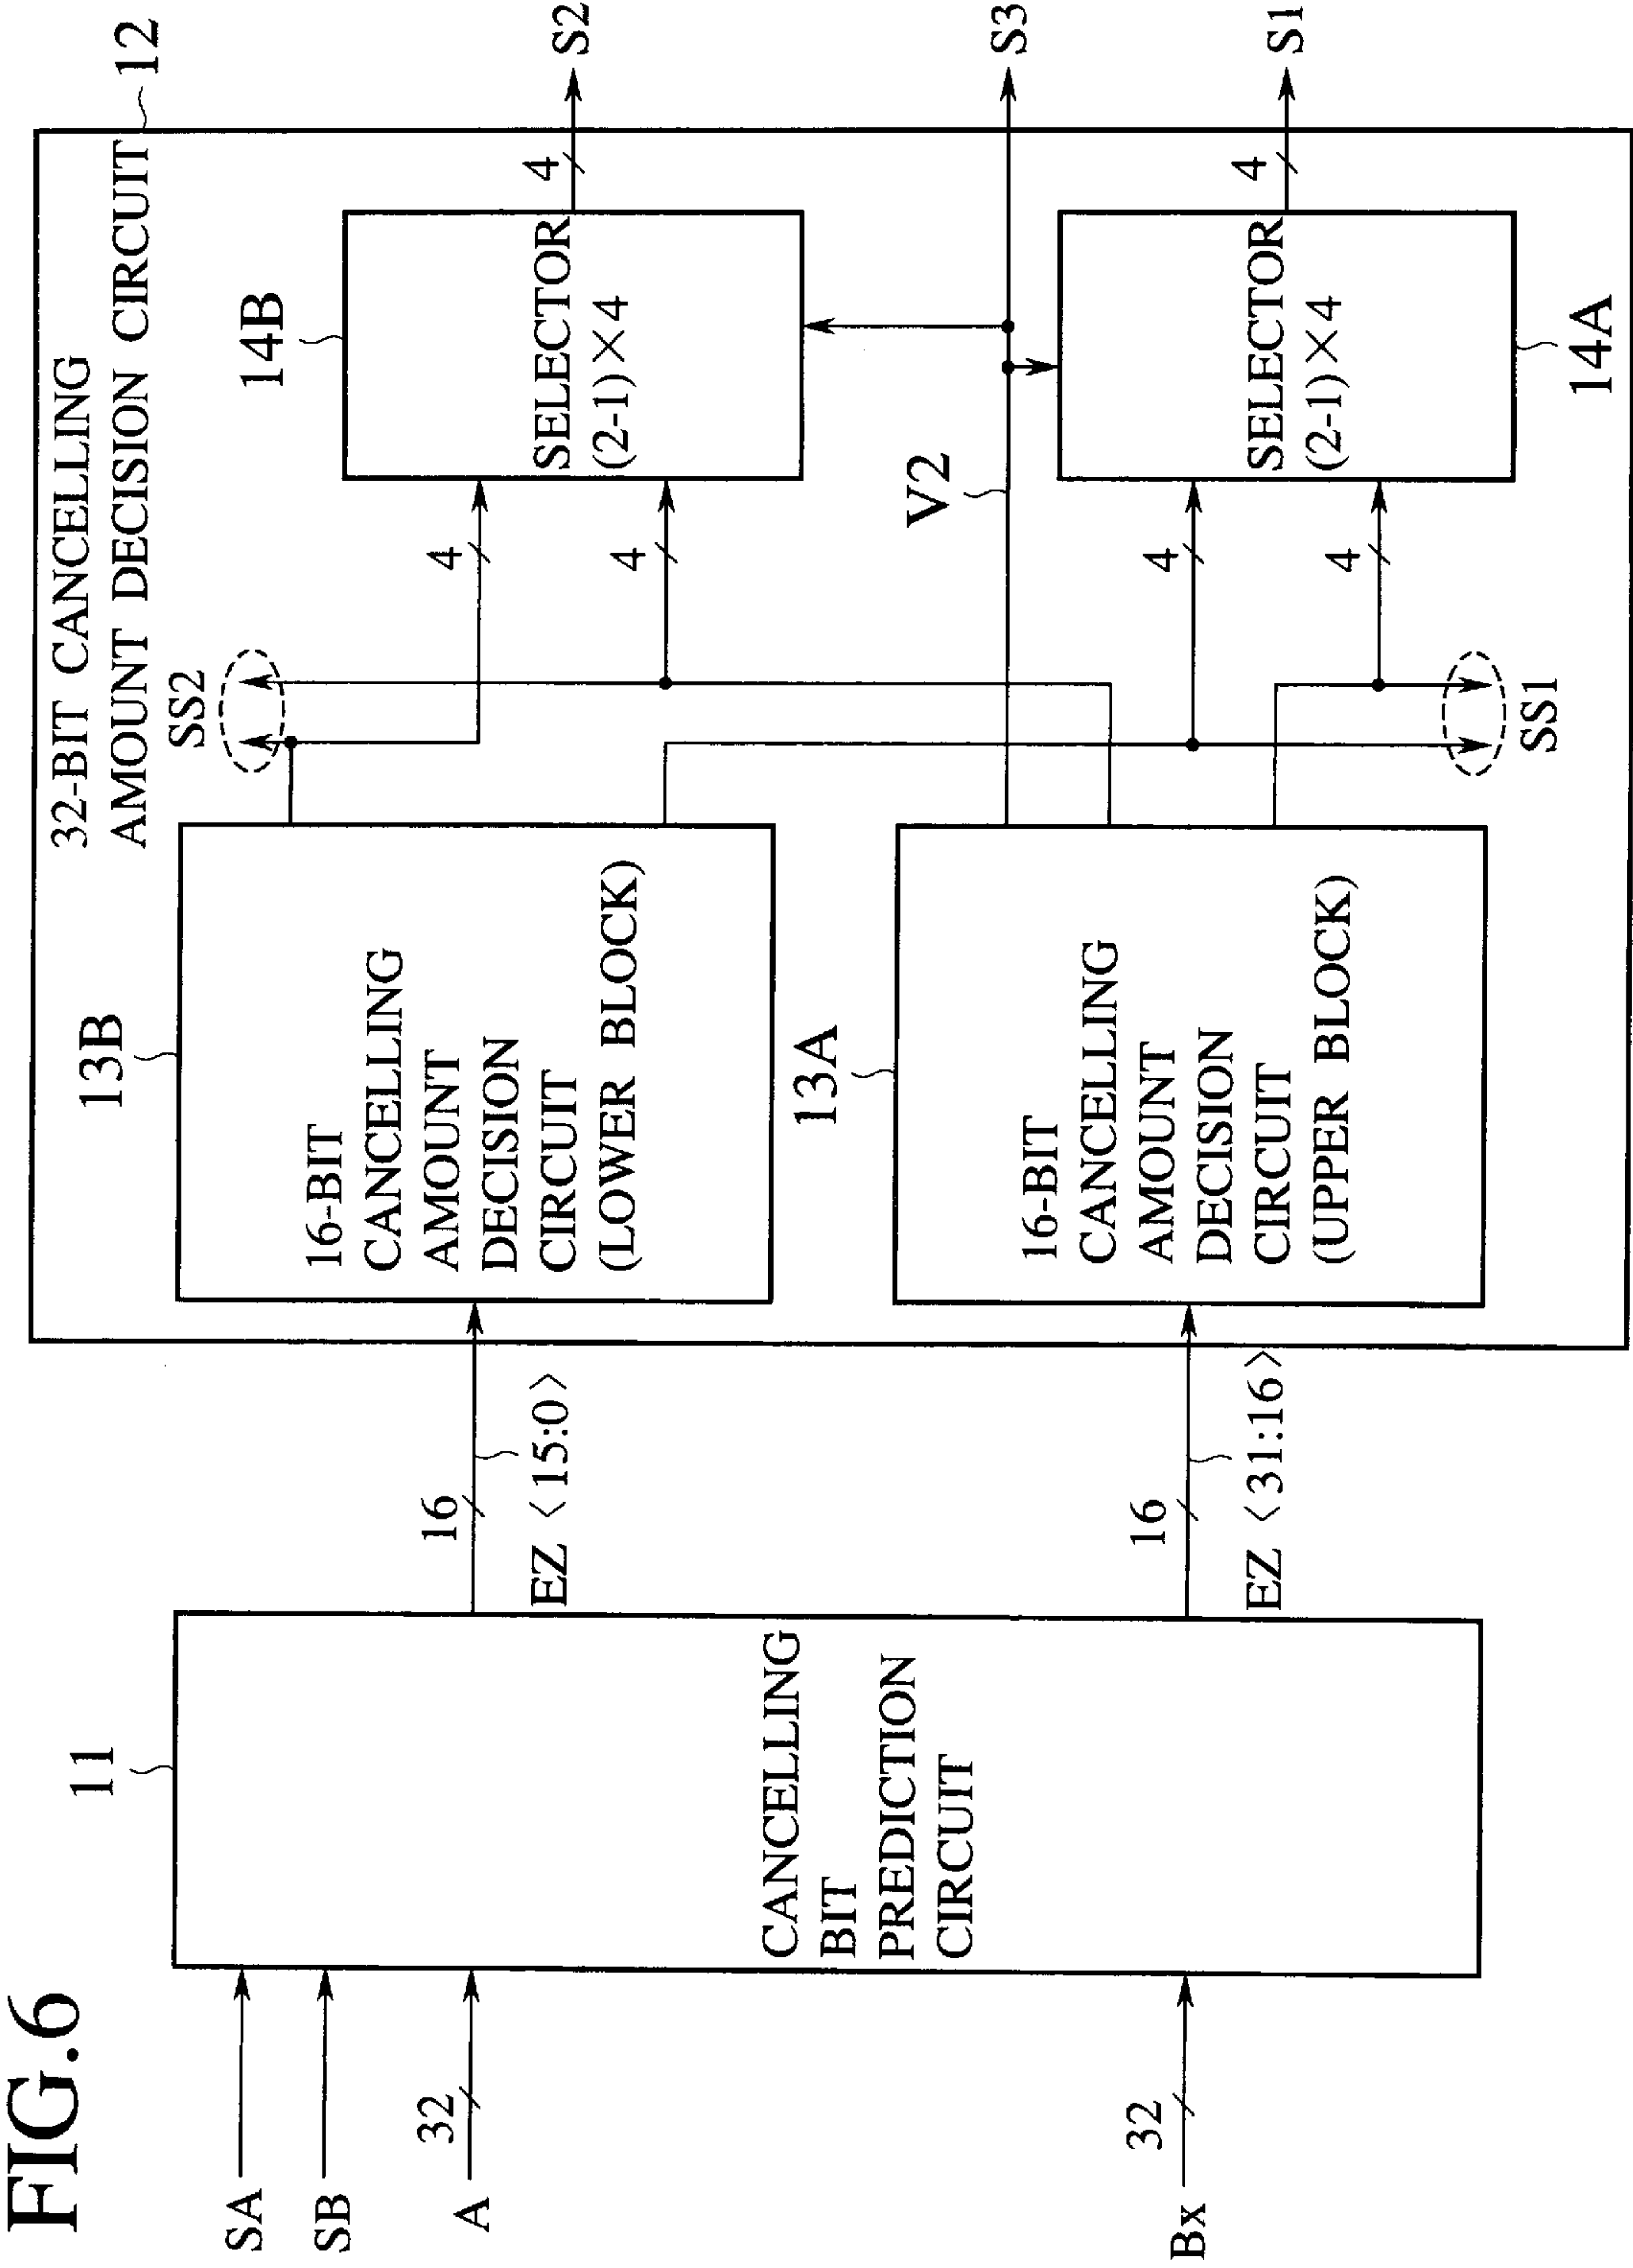 FIG.6
SA
SB
A
32
Bx
32
11
CANCELLING
BIT
PREDICTION
CIRCUIT
16
EZ <15:0>
16
EZ <31:16>
32-BIT CANCELLING
AMOUNT DECISION CIRCUIT
12
13B
16-BIT
CANCELLING
AMOUNT
DECISION
CIRCUIT
(LOWER BLOCK)
13A
16-BIT
CANCELLING
AMOUNT
DECISION
CIRCUIT
(UPPER BLOCK)
SS2
SS1
4
4
V2
4
4
14B
SELECTOR
(2-1)×4
SELECTOR
(2-1)×4
14A
4
4
S2
S3
S1